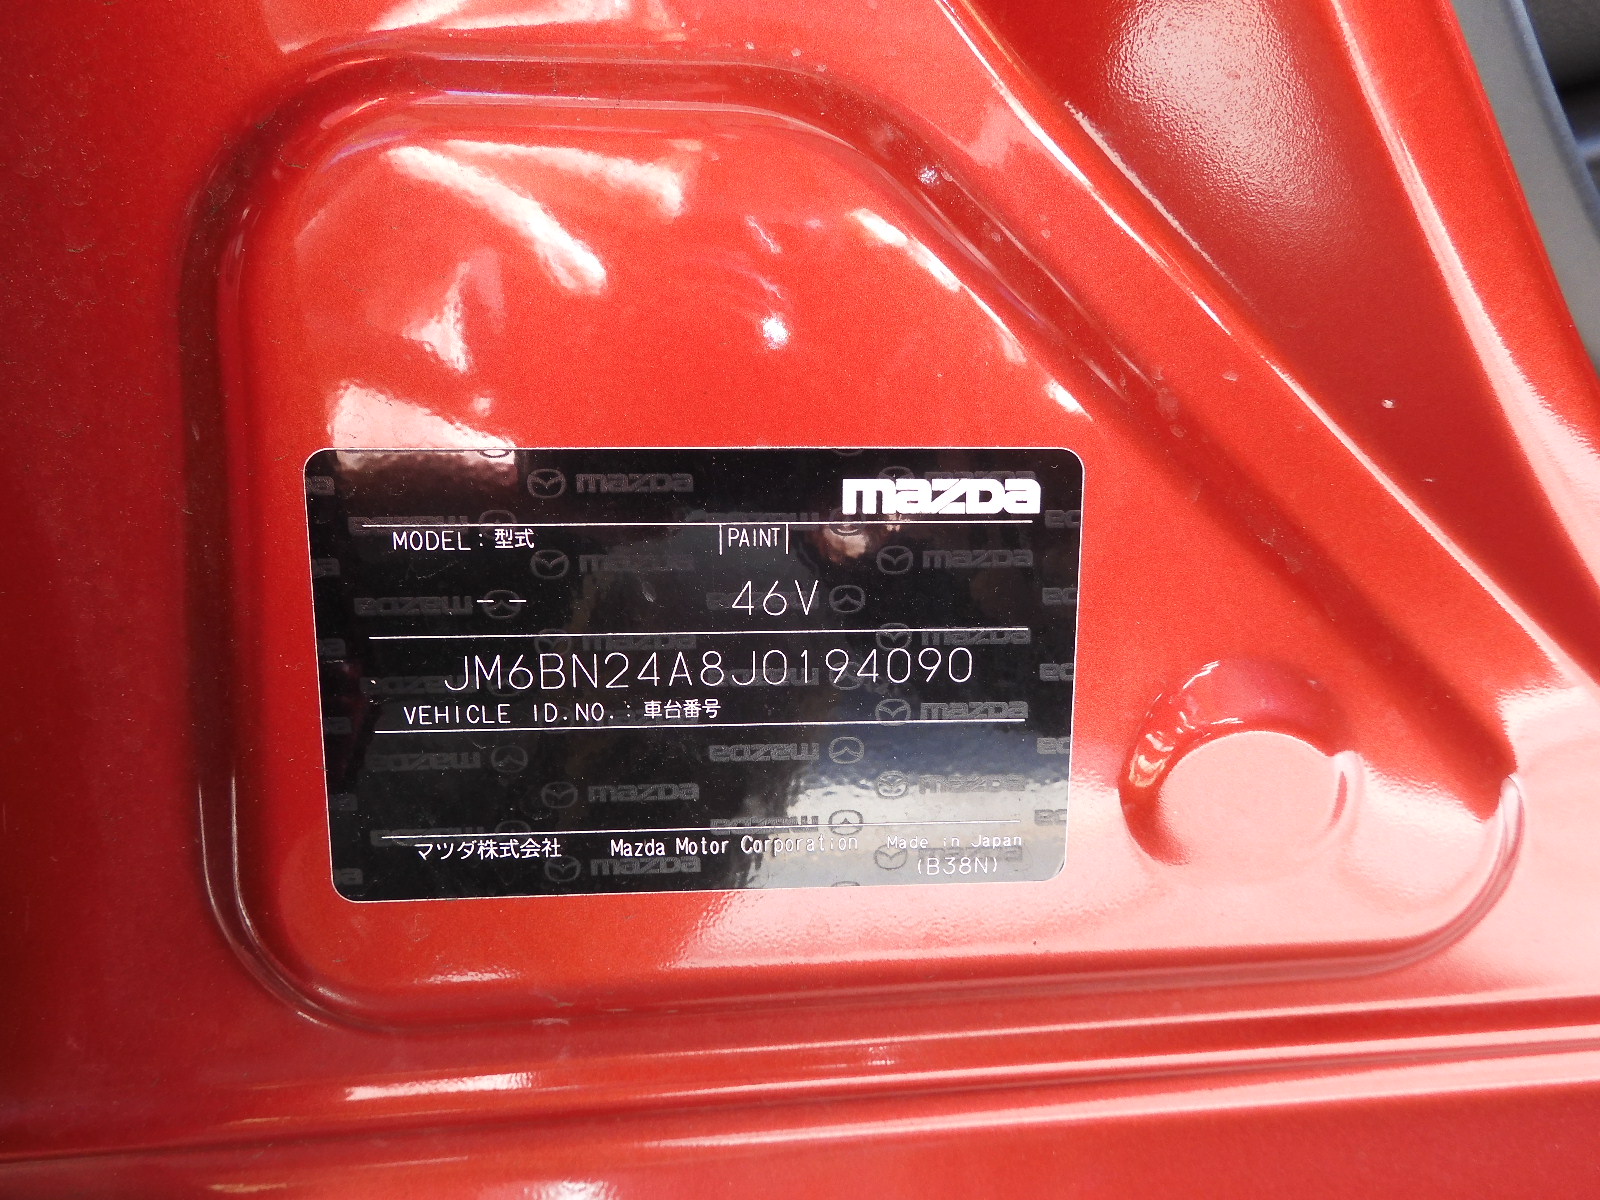 mazda
MODEL : 型式 PAINT
-- 46V
JM6BN24A8J0194090
VEHICLE ID.NO. : 車台番号
マツダ株式会社 Mazda Motor Corporation Made in Japan
(B38N)